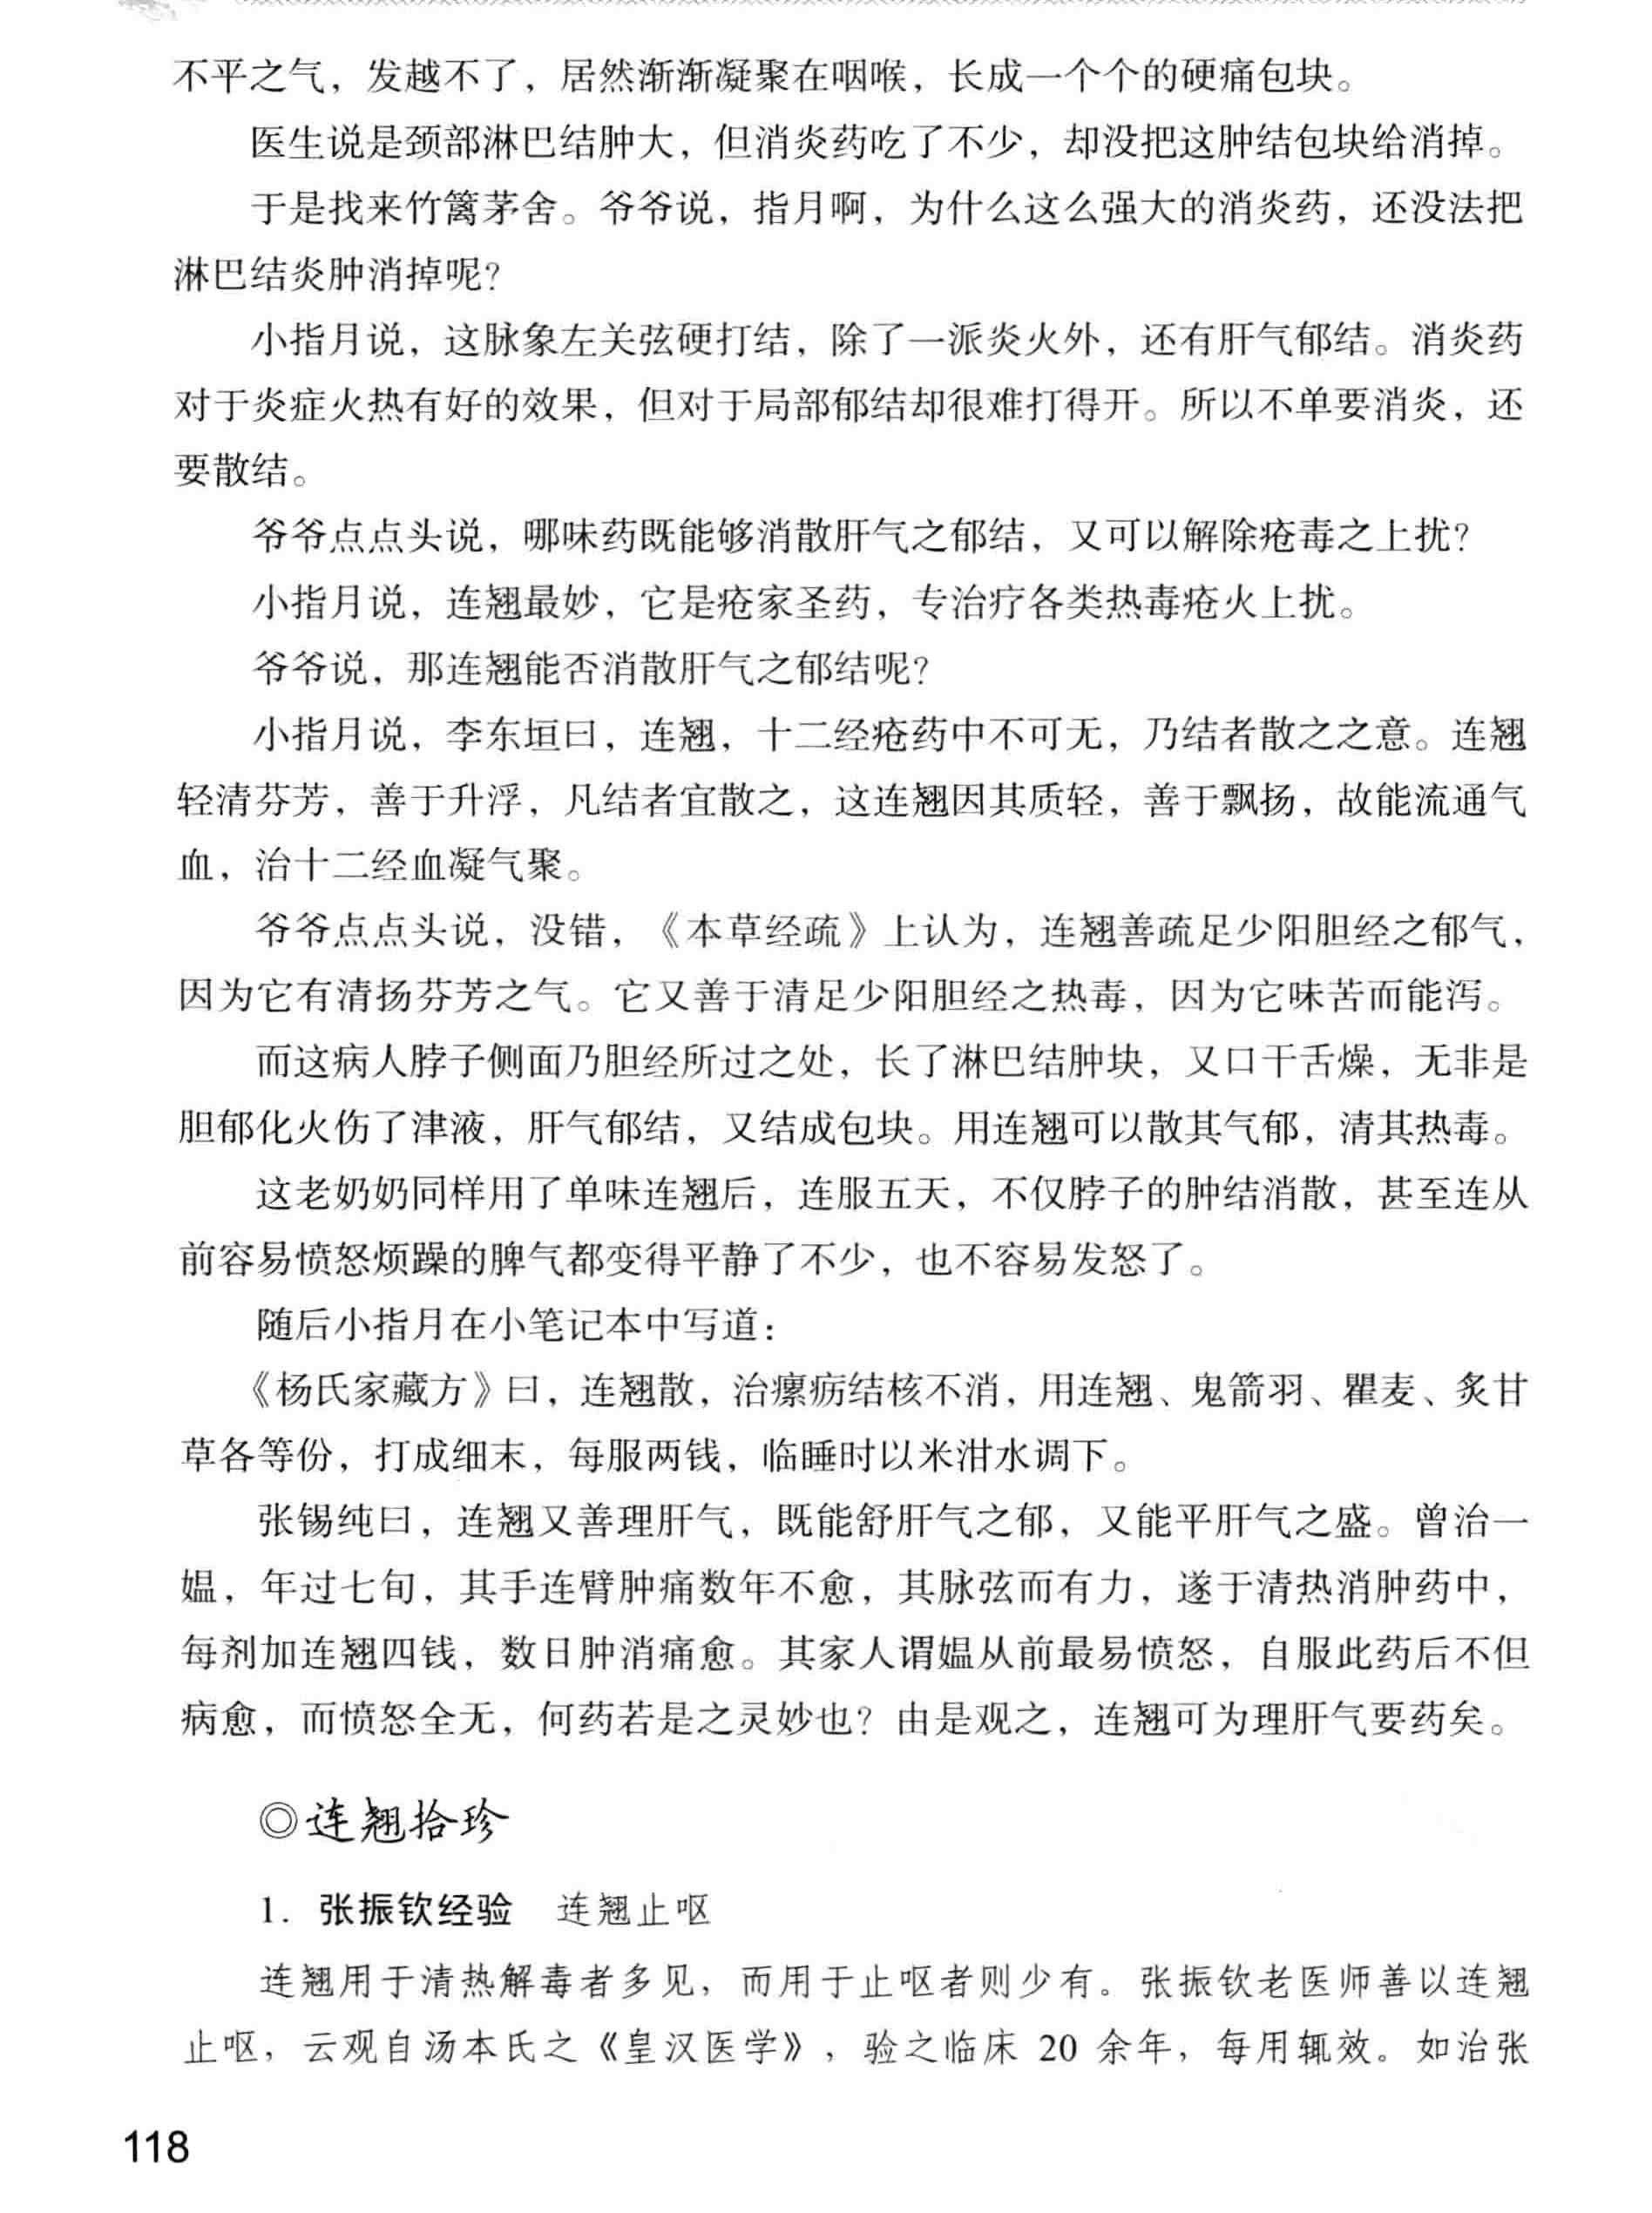 不平之气，发越不了，居然渐渐凝聚在咽喉，长成一个个的硬痛包块。
医生说是颈部淋巴结肿大，但消炎药吃了不少，却没把这肿结包块给消掉。
于是找来竹篱茅舍。爷爷说，指月啊，为什么这么强大的消炎药，还没法把
淋巴结炎肿消掉呢？
小指月说，这脉象左关弦硬打结，除了一派炎火外，还有肝气郁结。消炎药
对于炎症火热有好的效果，但对于局部郁结却很难打得开。所以不单要消炎，还
要散结。
爷爷点点头说，哪味药既能够消散肝气之郁结，又可以解除疮毒之上扰？
小指月说，连翘最妙，它是疮家圣药，专治疗各类热毒疮火上扰。
爷爷说，那连翘能否消散肝气之郁结呢？
小指月说，李东垣曰，连翘，十二经疮药中不可无，乃结者散之之意。连翘
轻清芬芳，善于升浮，凡结者宜散之，这连翘因其质轻，善于飘扬，故能流通气
血，治十二经血凝气聚。
爷爷点点头说，没错，《本草经疏》上认为，连翘善疏足少阳胆经之郁气，
因为它有清扬芬芳之气。它又善于清足少阳胆经之热毒，因为它味苦而能泻。
而这病人脖子侧面乃胆经所过之处，长了淋巴结肿块，又口干舌燥，无非是
胆郁化火伤了津液，肝气郁结，又结成包块。用连翘可以散其气郁，清其热毒。
这老奶奶同样用了单味连翘后，连服五天，不仅脖子的肿结消散，甚至连从
前容易愤怒烦躁的脾气都变得平静了不少，也不容易发怒了。
随后小指月在小笔记本中写道：
《杨氏家藏方》曰，连翘散，治瘰疬结核不消，用连翘、鬼箭羽、瞿麦、炙甘
草各等份，打成细末，每服两钱，临睡时以米泔水调下。
张锡纯曰，连翘又善理肝气，既能舒肝气之郁，又能平肝气之盛。曾治一
媪，年过七旬，其手连臂肿痛数年不愈，其脉弦而有力，遂于清热消肿药中，
每剂加连翘四钱，数日肿消痛愈。其家人谓媪从前最易愤怒，自服此药后不但
病愈，而愤怒全无，何药若是之灵妙也？由是观之，连翘可为理肝气要药矣。
◎连翘拾珍
1. 张振钦经验 连翘止呕
连翘用于清热解毒者多见，而用于止呕者则少有。张振钦老医师善以连翘
止呕，云观自汤本氏之《皇汉医学》，验之临床 20 余年，每用辄效。如治张
118